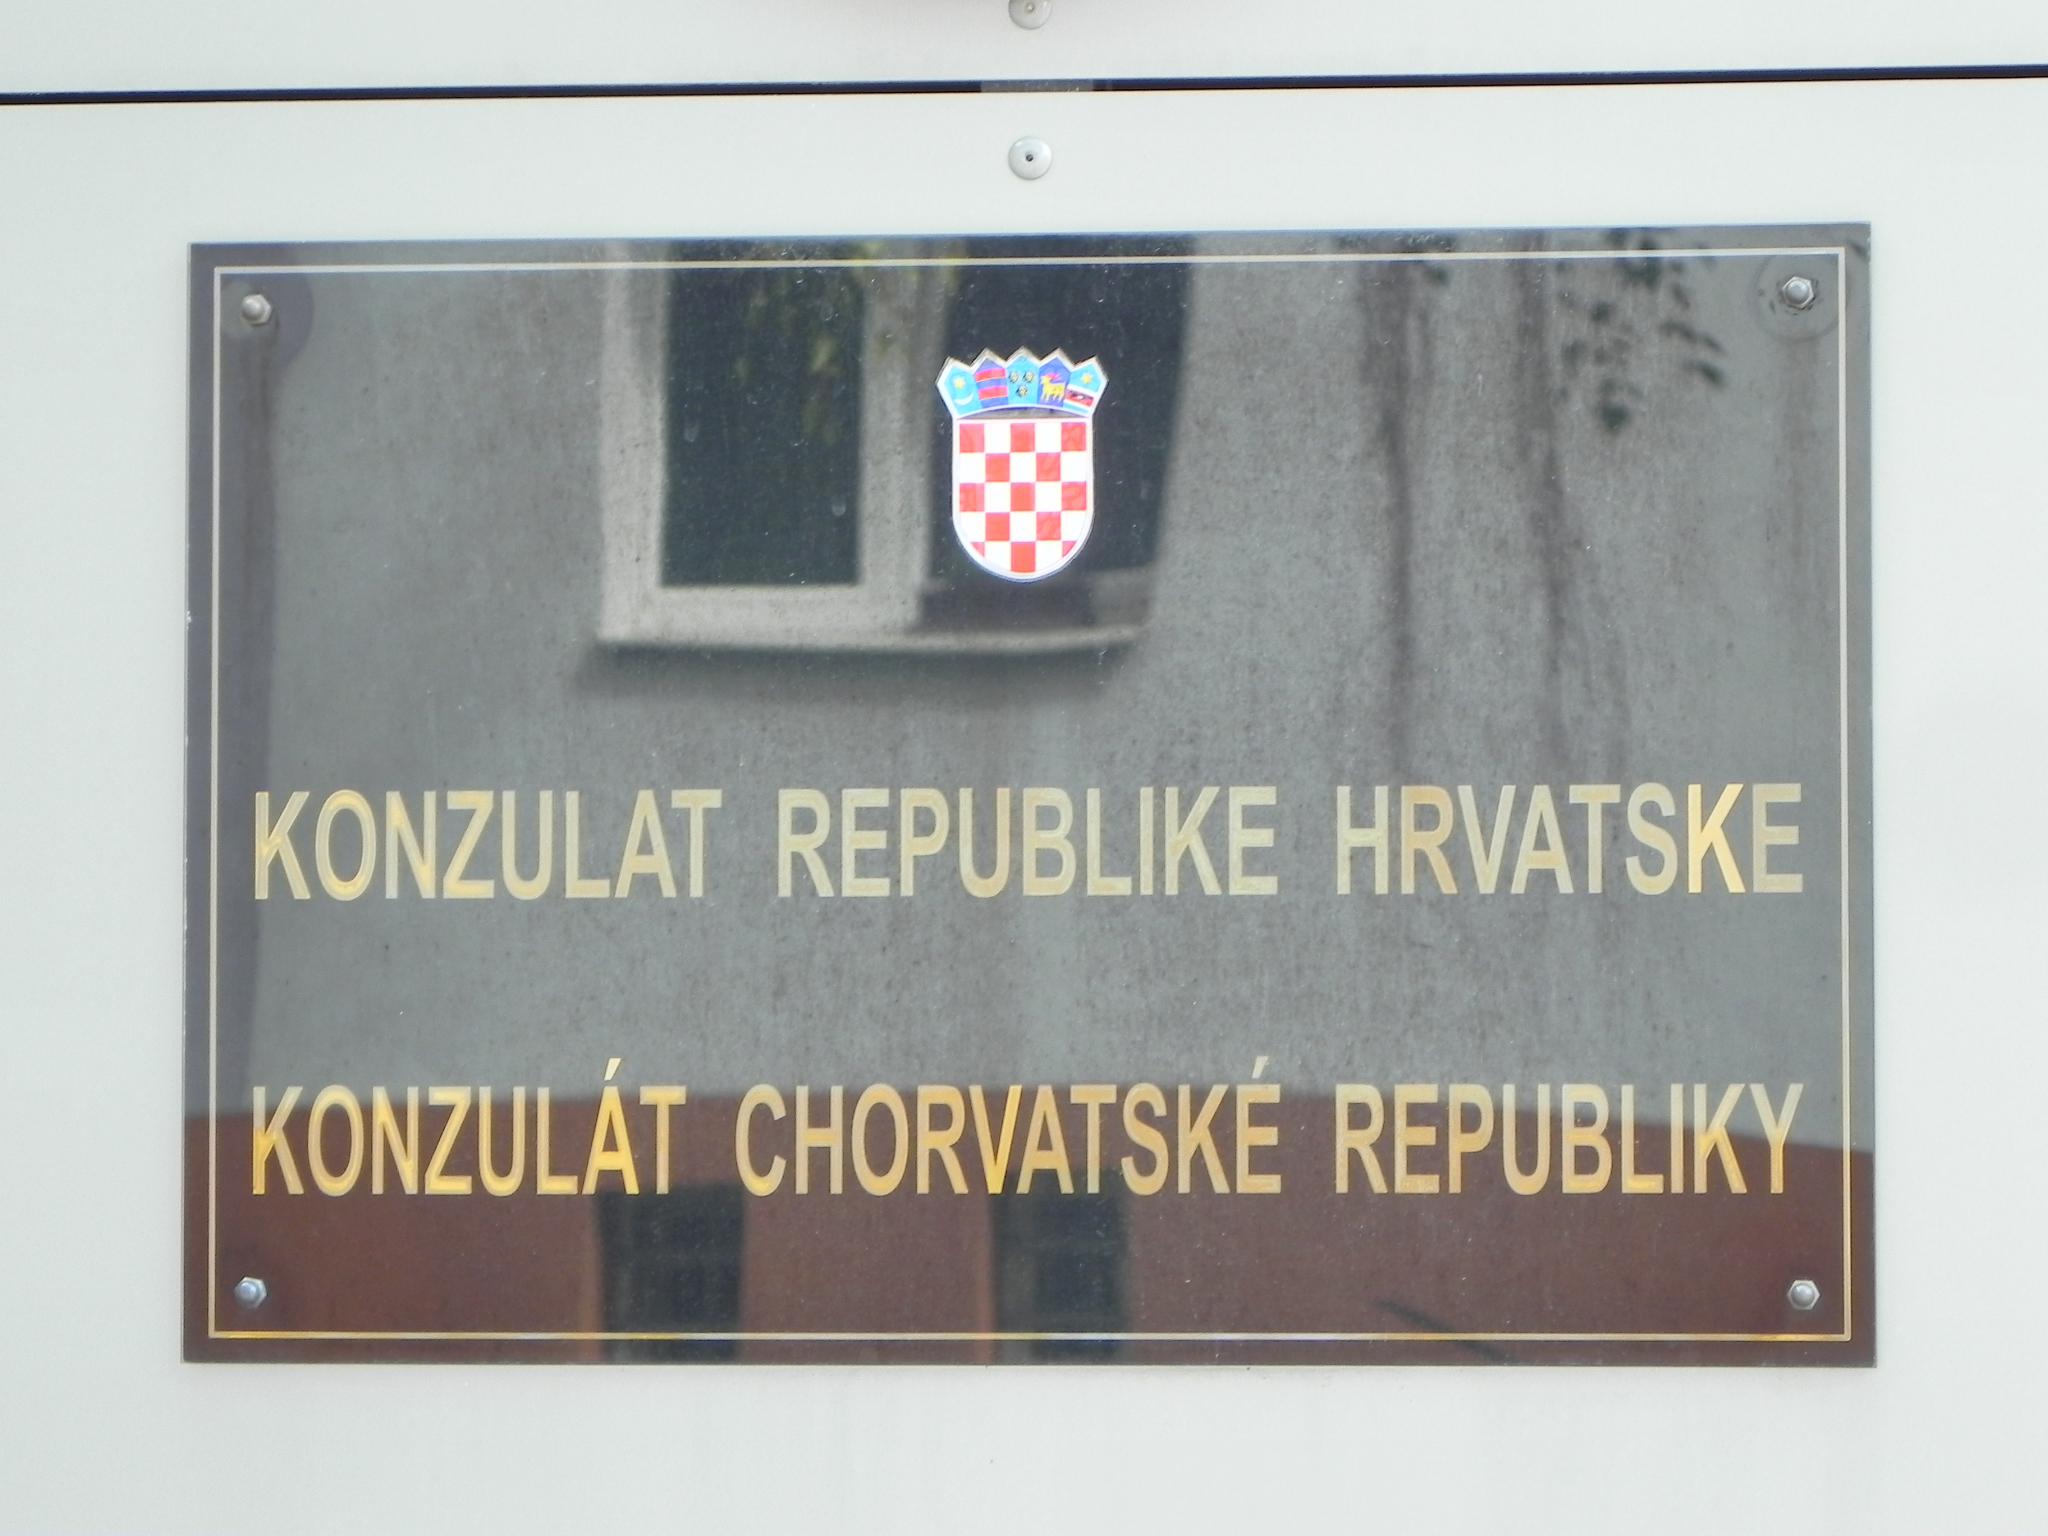 KONZULAT REPUBLIKE HRVATSKE
KONZULÁT CHORVATSKÉ REPUBLIKY